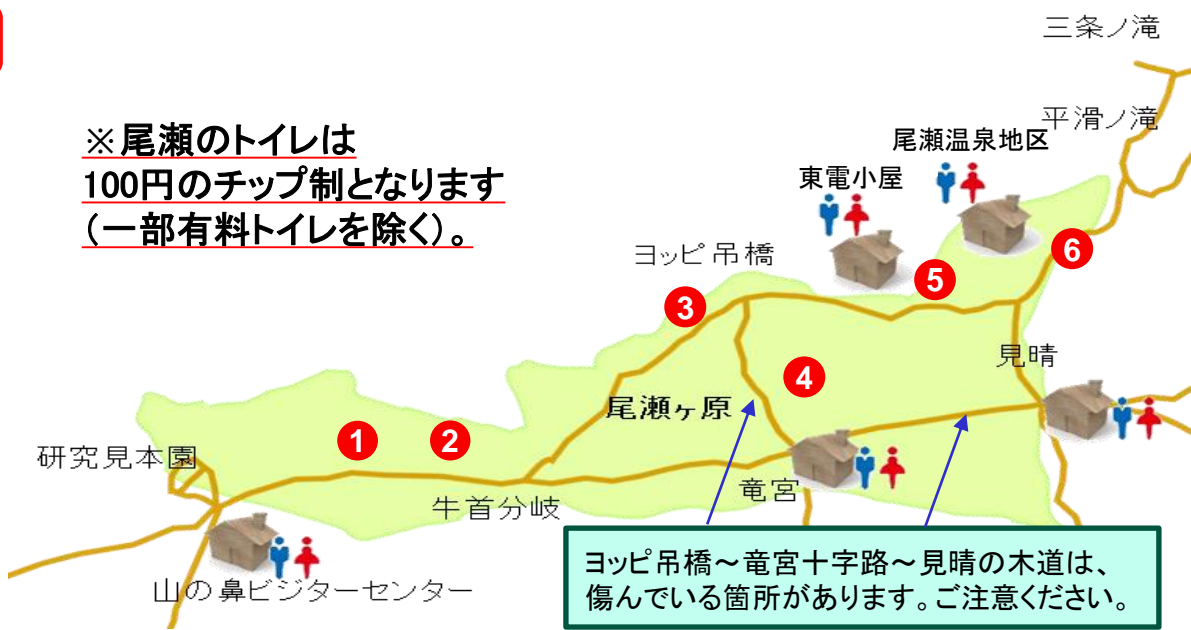 三条ノ滝
平滑ノ滝
尾瀬温泉地区
東電小屋
※尾瀬のトイレは
100円のチップ制となります
（一部有料トイレを除く）。
ヨッピ吊橋
6
5
3
見晴
4
尾瀬ヶ原
1
2
研究見本園
牛首分岐
竜宮
山の鼻ビジターセンター
ヨッピ吊橋～竜宮十字路～見晴の木道は、
傷んでいる箇所があります。ご注意ください。